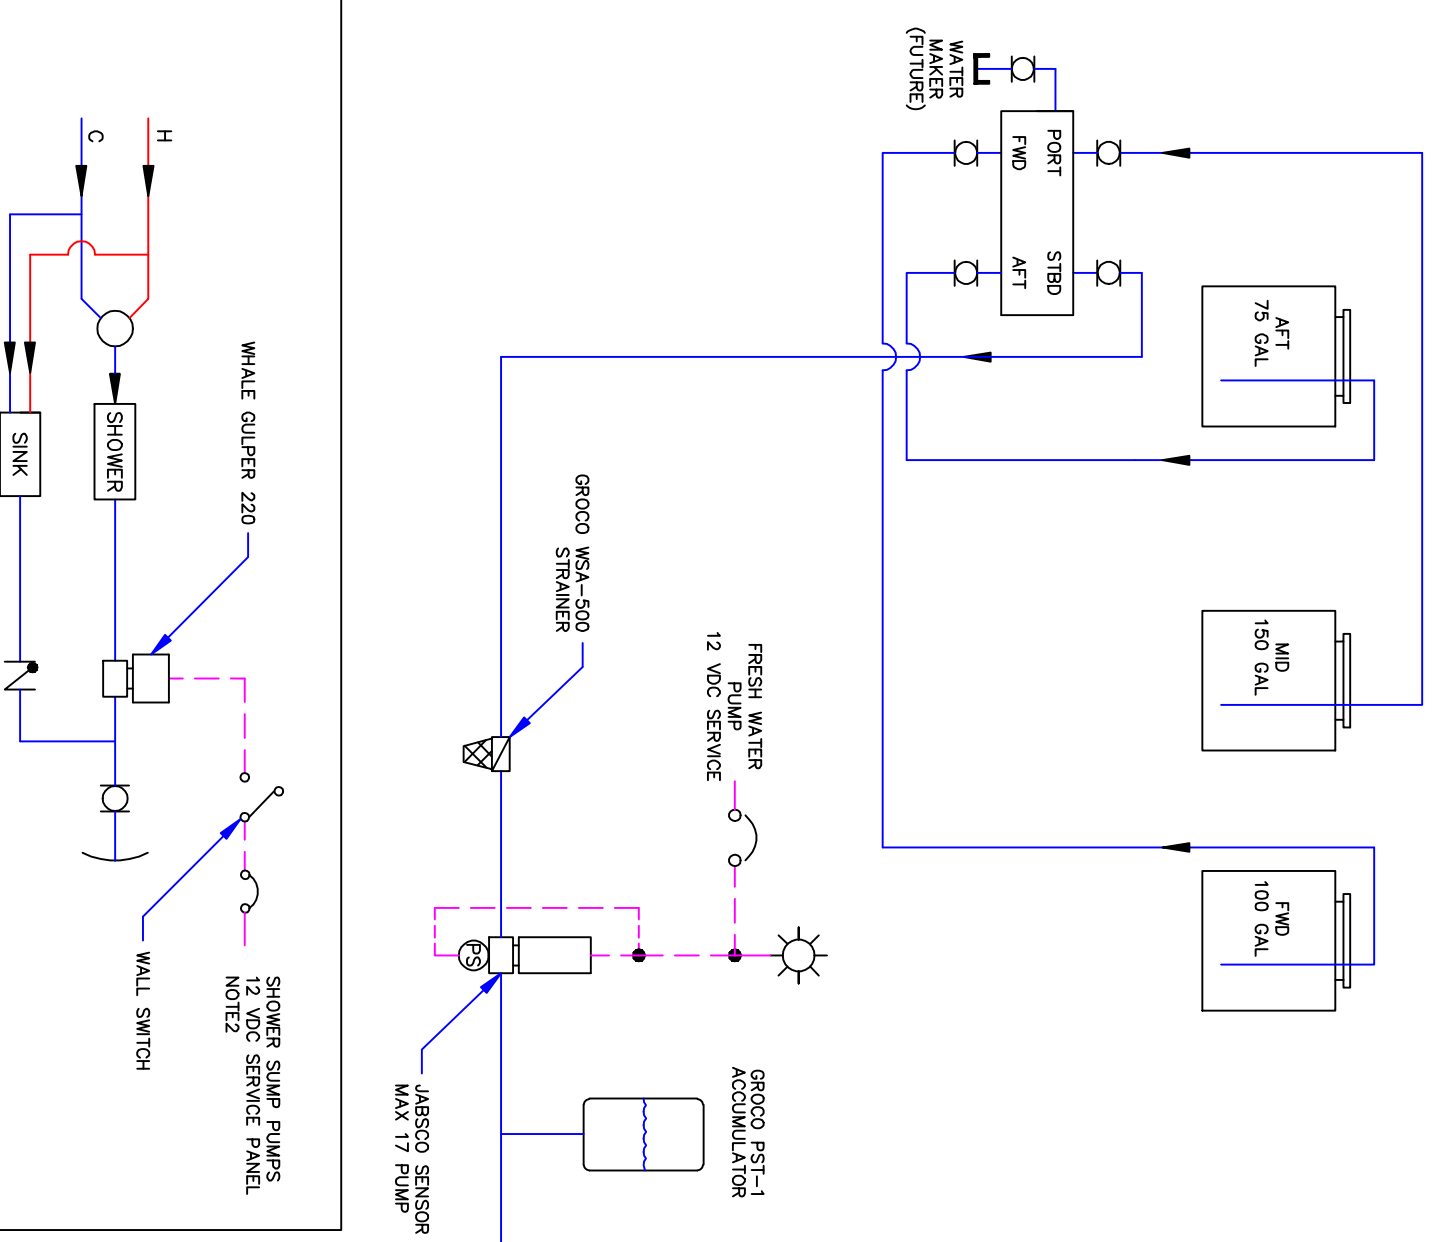 AFT
75 GAL
MID
150 GAL
FWD
100 GAL
WATER
MAKER
(FUTURE)
PORT
STBD
FWD
AFT
FRESH WATER
PUMP
12 VDC SERVICE
GROCO PST-1
ACCUMULATOR
GROCO WSA-500
STRAINER
PS
JABSCO SENSOR
MAX 17 PUMP
WHALE GULPER 220
SHOWER SUMP PUMPS
12 VDC SERVICE PANEL
NOTE2
WALL SWITCH
H
C
SHOWER
SINK